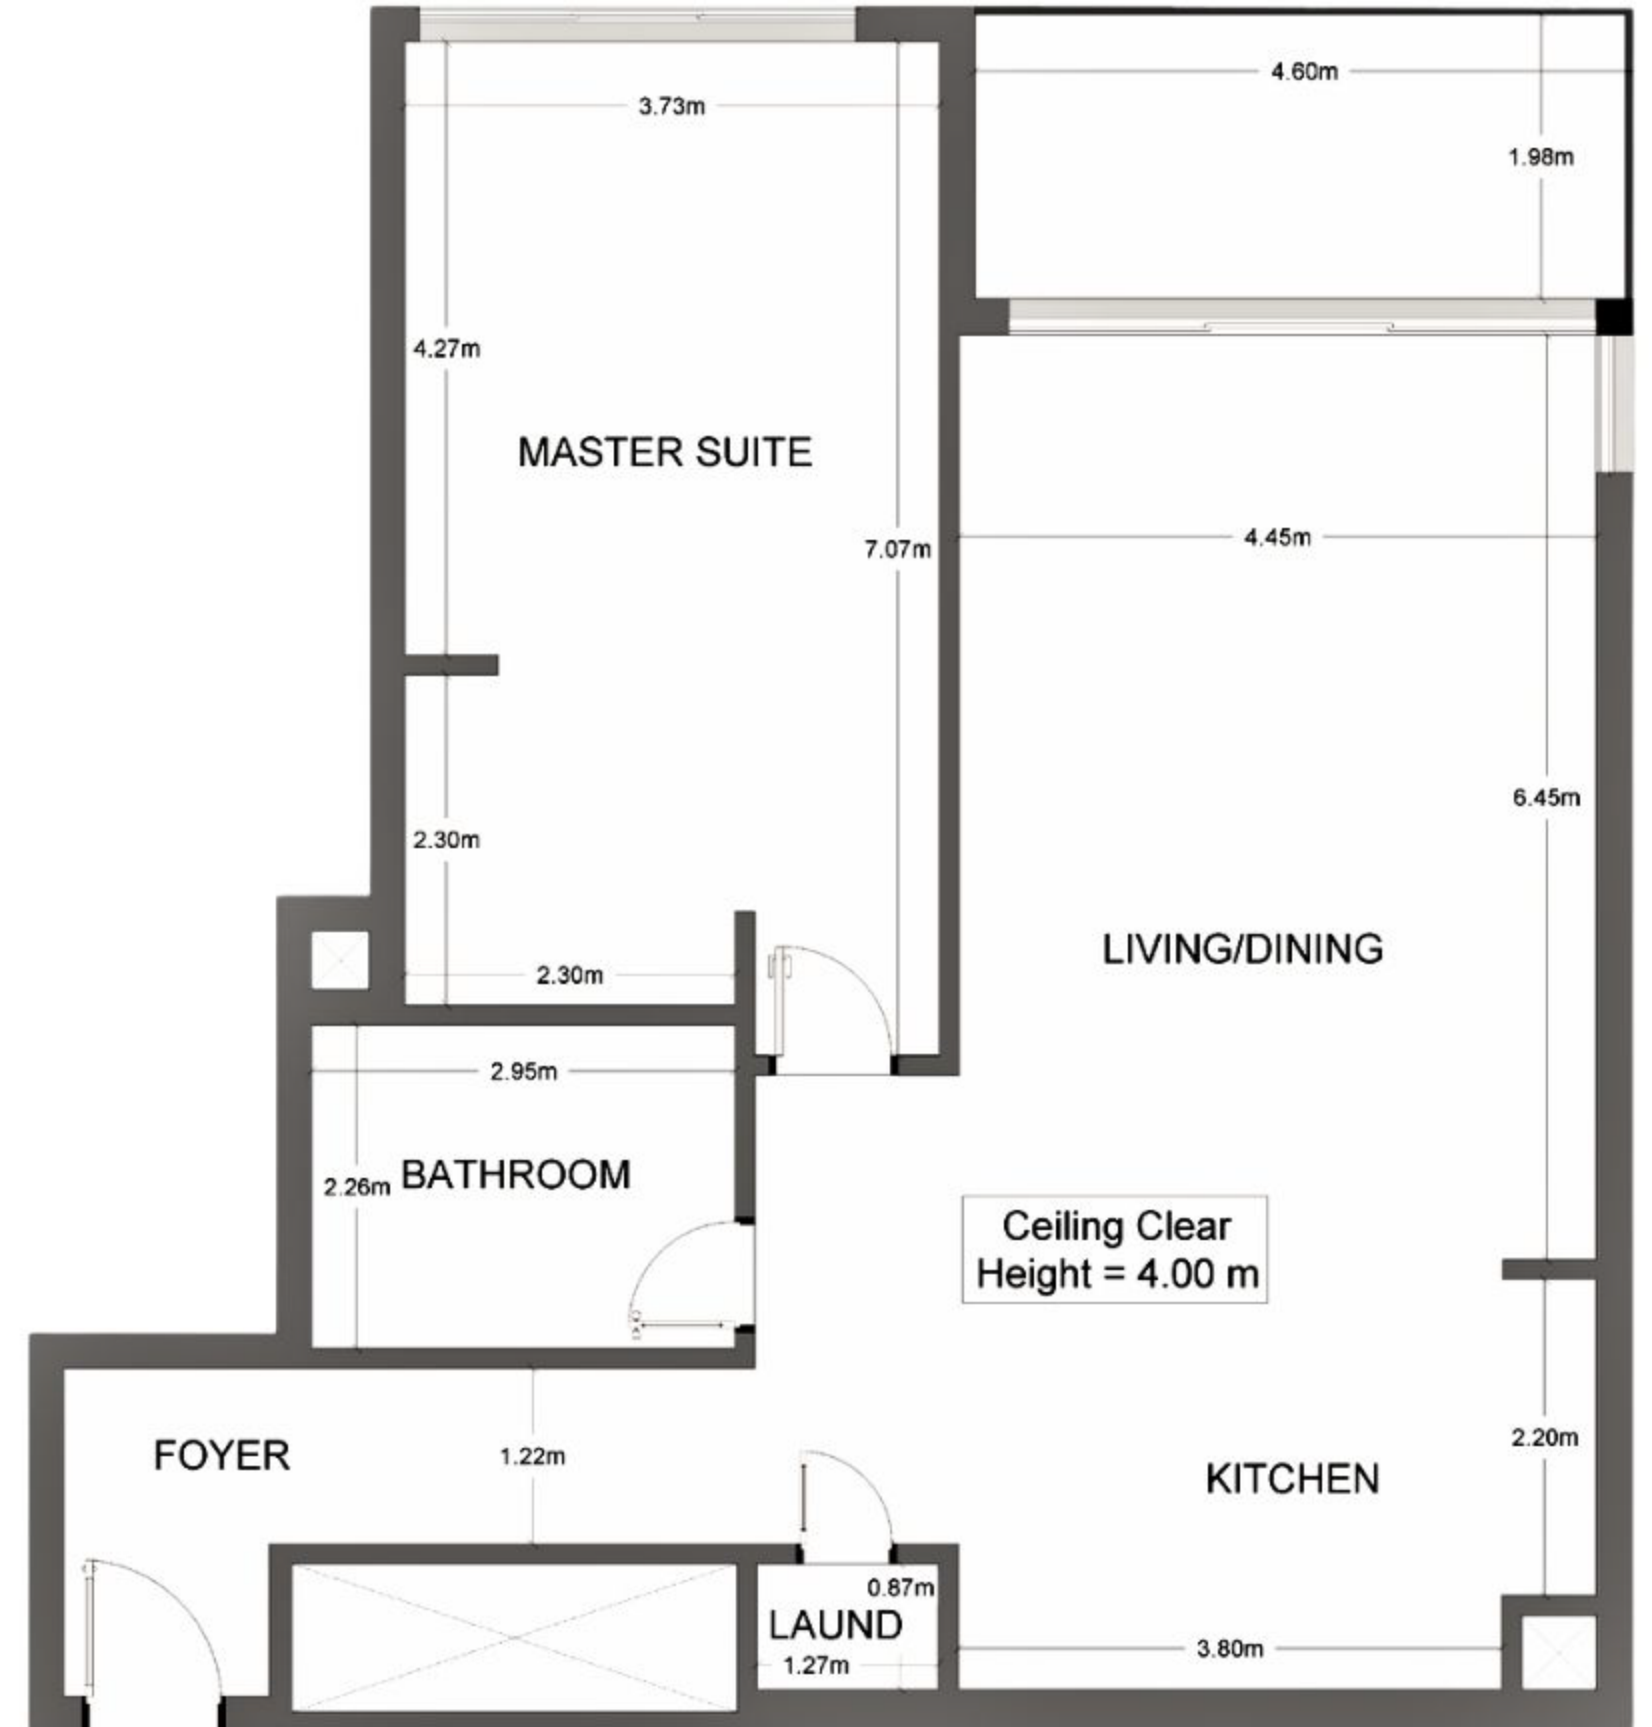 4.60m
3.73m
1.98m
4.27m
MASTER SUITE
4.45m
7.07m
6.45m
2.30m
LIVING/DINING
2.30m
2.95m
BATHROOM
2.26m
Ceiling Clear
Height = 4.00 m
2.20m
FOYER
1.22m
KITCHEN
0.87m
LAUND
1.27m
3.80m